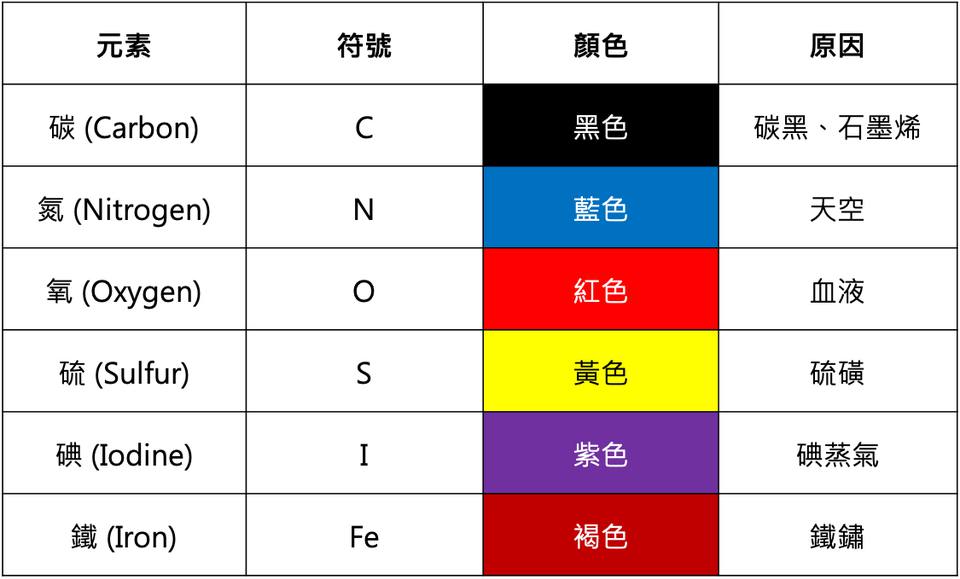 元素 符號 顏色 原因
碳 (Carbon) C 黑色 碳黑、石墨烯
氮 (Nitrogen) N 藍色 天空
氧 (Oxygen) O 紅色 血液
硫 (Sulfur) S 黃色 硫磺
碘 (Iodine) I 紫色 碘蒸氣
鐵 (Iron) Fe 褐色 鐵鏽